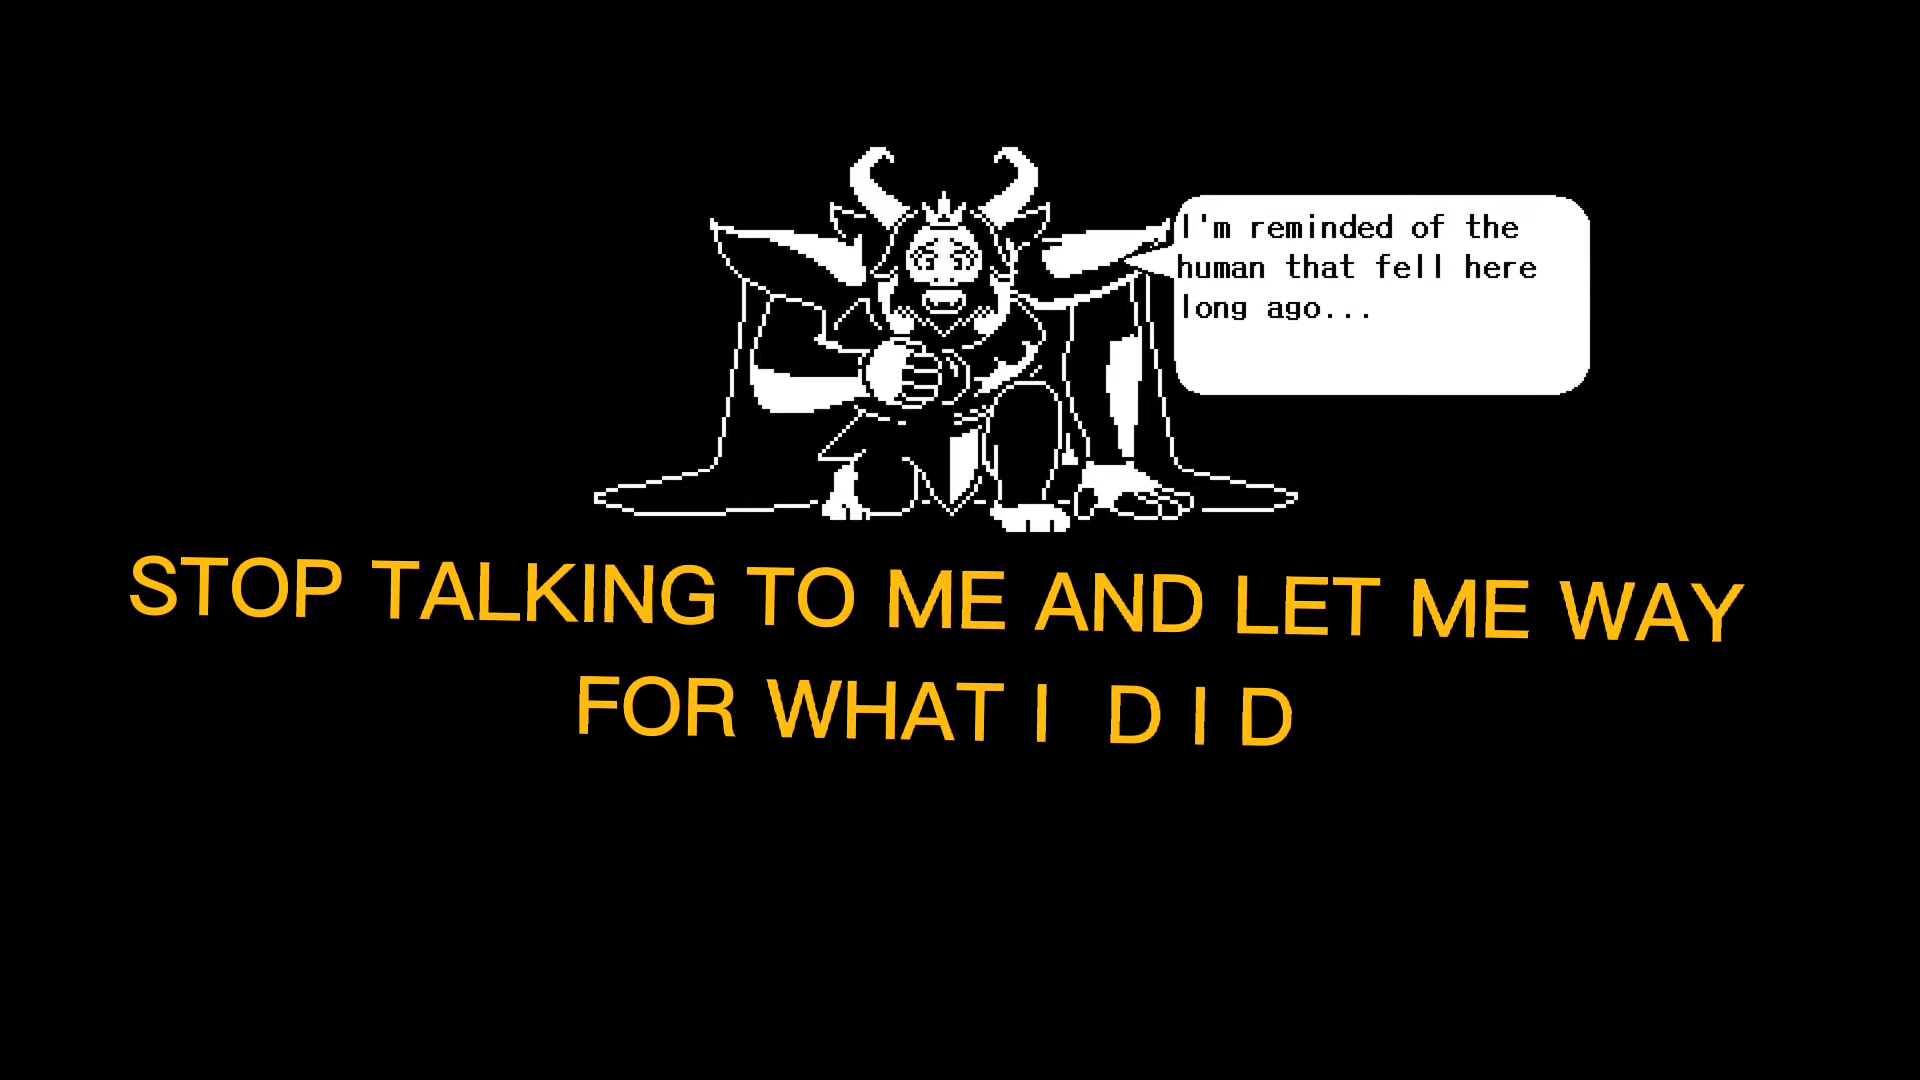 I'm reminded of the
human that fell here
long ago...
STOP TALKING TO ME AND LET ME WAY
FOR WHAT I D I D